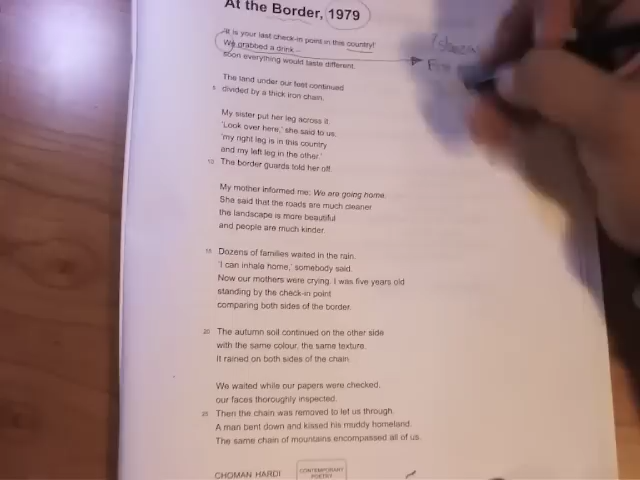 At the Border, 1979
'It is your last check-in point in this country!'
We grabbed a drink –
soon everything would taste different.
The land under our feet continued
5 divided by a thick iron chain.
My sister put her leg across it.
'Look over here,' she said to us,
'my right leg is in this country
and my left leg in the other.'
10 The border guards told her off.
My mother informed me: We are going home.
She said that the roads are much cleaner
the landscape is more beautiful
and people are much kinder.
15 Dozens of families waited in the rain.
'I can inhale home,' somebody said.
Now our mothers were crying. I was five years old
standing by the check-in point
comparing both sides of the border.
20 The autumn soil continued on the other side
with the same colour, the same texture.
It rained on both sides of the chain.
We waited while our papers were checked,
our faces thoroughly inspected.
25 Then the chain was removed to let us through.
A man bent down and kissed his muddy homeland.
The same chain of mountains encompassed all of us.
CHOMAN HARDI
CONTEMPORARY
POETRY